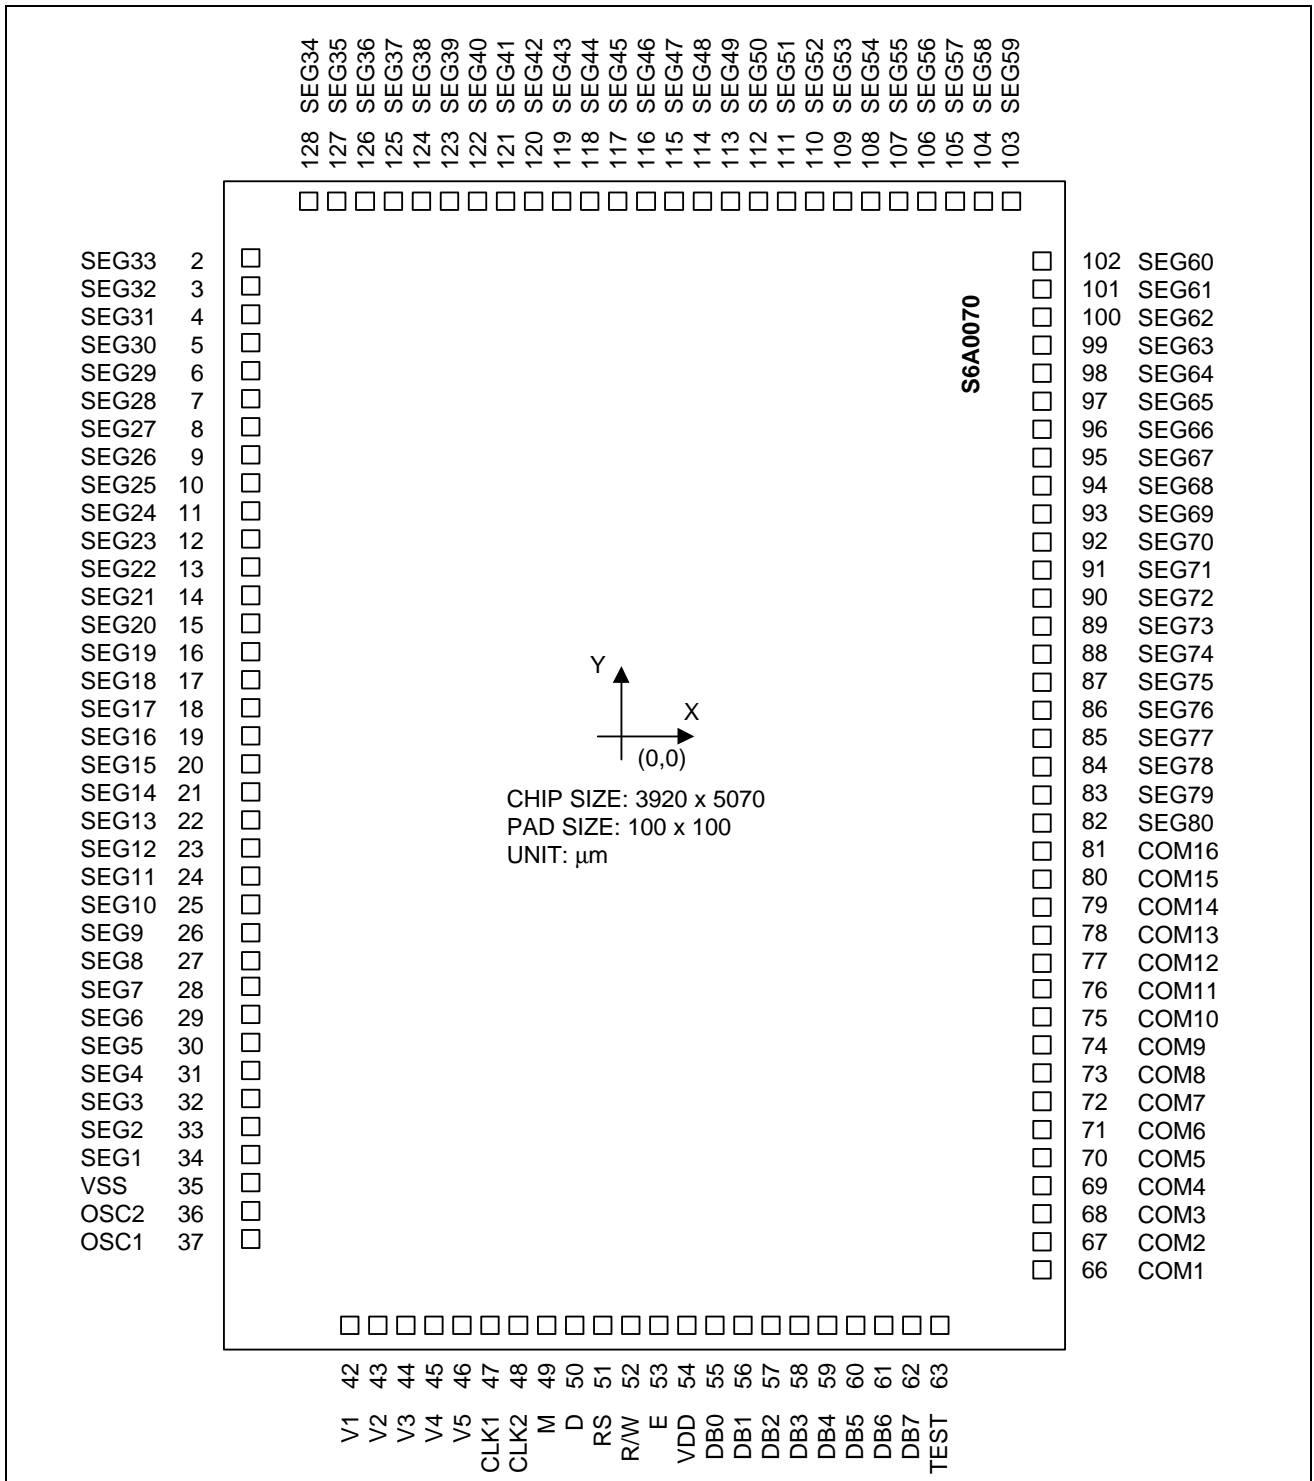 128 SEG34
127 SEG35
126 SEG36
125 SEG37
124 SEG38
123 SEG39
122 SEG40
121 SEG41
120 SEG42
119 SEG43
118 SEG44
117 SEG45
116 SEG46
115 SEG47
114 SEG48
113 SEG49
112 SEG50
111 SEG51
110 SEG52
109 SEG53
108 SEG54
107 SEG55
106 SEG56
105 SEG57
104 SEG58
103 SEG59
SEG33 2
SEG32 3
SEG31 4
SEG30 5
SEG29 6
SEG28 7
SEG27 8
SEG26 9
SEG25 10
SEG24 11
SEG23 12
SEG22 13
SEG21 14
SEG20 15
SEG19 16
SEG18 17
SEG17 18
SEG16 19
SEG15 20
SEG14 21
SEG13 22
SEG12 23
SEG11 24
SEG10 25
SEG9 26
SEG8 27
SEG7 28
SEG6 29
SEG5 30
SEG4 31
SEG3 32
SEG2 33
SEG1 34
VSS 35
OSC2 36
OSC1 37
S6A0070
Y
X
(0,0)
CHIP SIZE: 3920 x 5070
PAD SIZE: 100 x 100
UNIT: µm
102 SEG60
101 SEG61
100 SEG62
99 SEG63
98 SEG64
97 SEG65
96 SEG66
95 SEG67
94 SEG68
93 SEG69
92 SEG70
91 SEG71
90 SEG72
89 SEG73
88 SEG74
87 SEG75
86 SEG76
85 SEG77
84 SEG78
83 SEG79
82 SEG80
81 COM16
80 COM15
79 COM14
78 COM13
77 COM12
76 COM11
75 COM10
74 COM9
73 COM8
72 COM7
71 COM6
70 COM5
69 COM4
68 COM3
67 COM2
66 COM1
V1 42
V2 43
V3 44
V4 45
V5 46
CLK1 47
CLK2 48
M 49
D 50
RS 51
R/W 52
E 53
VDD 54
DB0 55
DB1 56
DB2 57
DB3 58
DB4 59
DB5 60
DB6 61
DB7 62
TEST 63